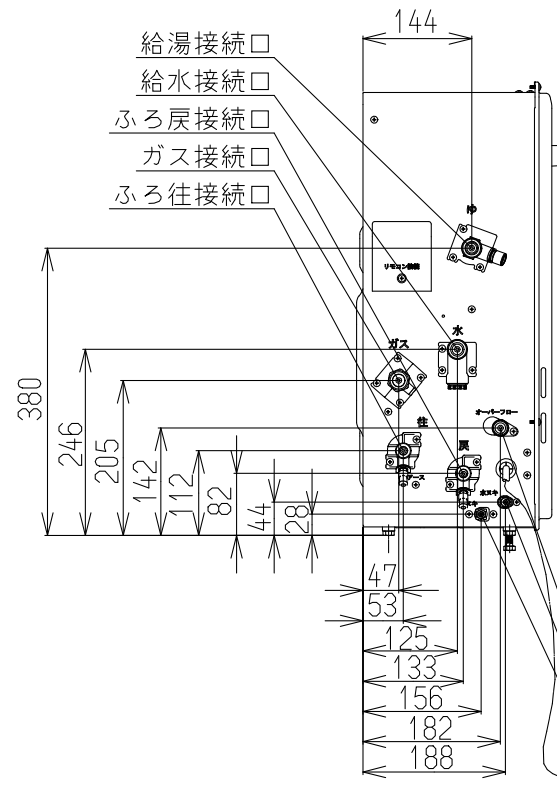 144
給湯接続口
給水接続口
ふろ戻接続口
ガス接続口
ふろ往接続口
ゆ
リモコン接続
水
ガス
オーバーフロー
往
戻
アース
水ヌキ
380
246
205
142
112
82
44
28
47
53
125
133
156
182
188